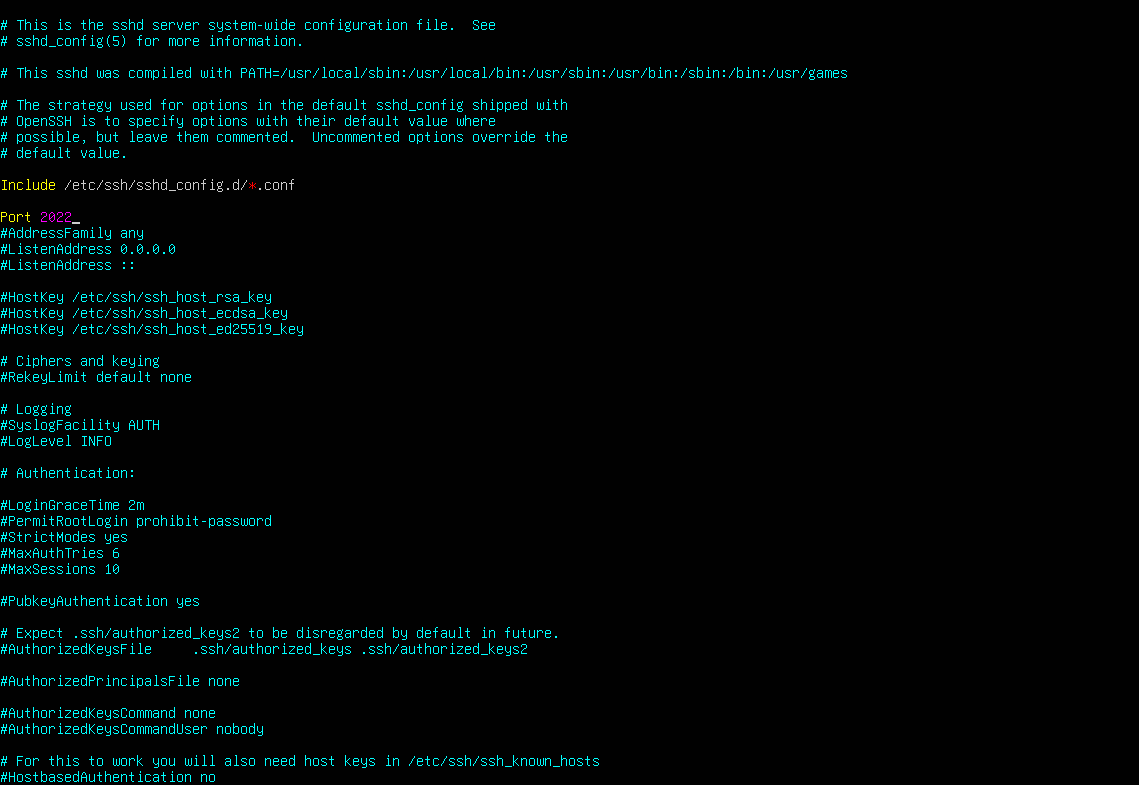 # This is the sshd server system-wide configuration file.  See
# sshd_config(5) for more information.

# This sshd was compiled with PATH=/usr/local/sbin:/usr/local/bin:/usr/sbin:/usr/bin:/sbin:/bin:/usr/games

# The strategy used for options in the default sshd_config shipped with
# OpenSSH is to specify options with their default value where
# possible, but leave them commented.  Uncommented options override the
# default value.

Include /etc/ssh/sshd_config.d/*.conf

Port 2022_
#AddressFamily any
#ListenAddress 0.0.0.0
#ListenAddress ::

#HostKey /etc/ssh/ssh_host_rsa_key
#HostKey /etc/ssh/ssh_host_ecdsa_key
#HostKey /etc/ssh/ssh_host_ed25519_key

# Ciphers and keying
#RekeyLimit default none

# Logging
#SyslogFacility AUTH
#LogLevel INFO

# Authentication:

#LoginGraceTime 2m
#PermitRootLogin prohibit-password
#StrictModes yes
#MaxAuthTries 6
#MaxSessions 10

#PubkeyAuthentication yes

# Expect .ssh/authorized_keys2 to be disregarded by default in future.
#AuthorizedKeysFile     .ssh/authorized_keys .ssh/authorized_keys2

#AuthorizedPrincipalsFile none

#AuthorizedKeysCommand none
#AuthorizedKeysCommandUser nobody

# For this to work you will also need host keys in /etc/ssh/ssh_known_hosts
#HostbasedAuthentication no